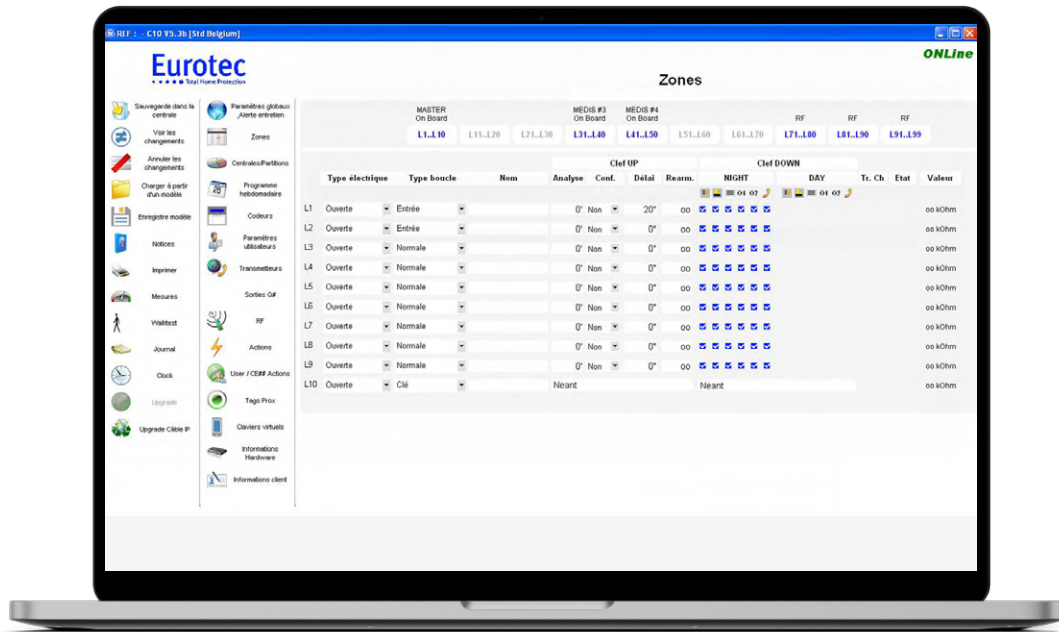 REF : - C10 V5.3b [Std Belgium]
ONLine
Eurotec
Total Home Protection
Zones
Sauvegarde dans la centrale
Voir les changements
Annuler les changements
Charger à partir d'un modèle
Enregistre modèle
Notices
Imprimer
Mesures
Walktest
Journal
Clock
Upgrade
Upgrade Câble IP
Paramètres globaux ,Alerte entretien
Zones
Centrales/Partitions
Programme hebdomadaire
Codeurs
Paramètres utilisateurs
Transmetteurs
Sorties O#
RF
Actions
User / CE## Actions
Tags Prox
Claviers virtuels
Informations Hardware
Informations client
MASTER MEDIS #3 MEDIS #4
On Board On Board On Board RF RF RF
L1..L10 L11..L20 L21..L30 L31..L40 L41..L50 L51..L60 L61..L70 L71..L80 L81..L90 L91..L99
Clef UP Clef DOWN
Type électrique Type boucle Nom Analyse Conf. Délai Rearm. NIGHT DAY Tr. Ch Etat Valeur
01 02 01 02
L1 Ouverte Entrée 0' Non 20" oo oo kOhm
L2 Ouverte Entrée 0' Non 0" oo oo kOhm
L3 Ouverte Normale 0' Non 0" oo oo kOhm
L4 Ouverte Normale 0' Non 0" oo oo kOhm
L5 Ouverte Normale 0' Non 0" oo oo kOhm
L6 Ouverte Normale 0' Non 0" oo oo kOhm
L7 Ouverte Normale 0' Non 0" oo oo kOhm
L8 Ouverte Normale 0' Non 0" oo oo kOhm
L9 Ouverte Normale 0' Non 0" oo oo kOhm
L10 Ouverte Clé Neant Neant oo kOhm